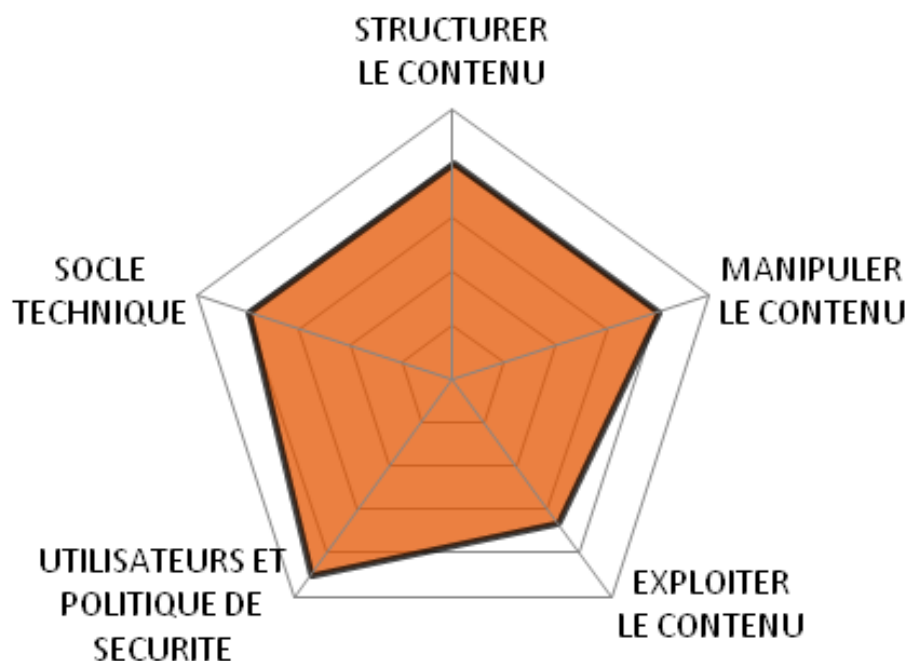 STRUCTURER
LE CONTENU
SOCLE
TECHNIQUE
MANIPULER
LE CONTENU
UTILISATEURS ET
POLITIQUE DE
SECURITE
EXPLOITER
LE CONTENU